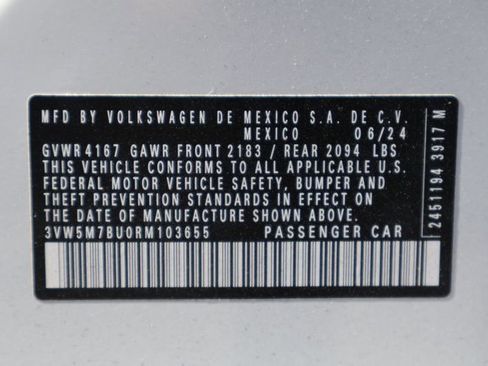 MFD BY VOLKSWAGEN DE MEXICO S.A. DE C.V.
MEXICO 06/24
GVWR 4167 GAWR FRONT 2183 / REAR 2094 LBS
THIS VEHICLE CONFORMS TO ALL APPLICABLE U.S.
FEDERAL MOTOR VEHICLE SAFETY, BUMPER AND
THEFT PREVENTION STANDARDS IN EFFECT ON
THE DATE OF MANUFACTURE SHOWN ABOVE.
3VW5M7BU0RM103655 PASSENGER CAR
2451194 3917 M